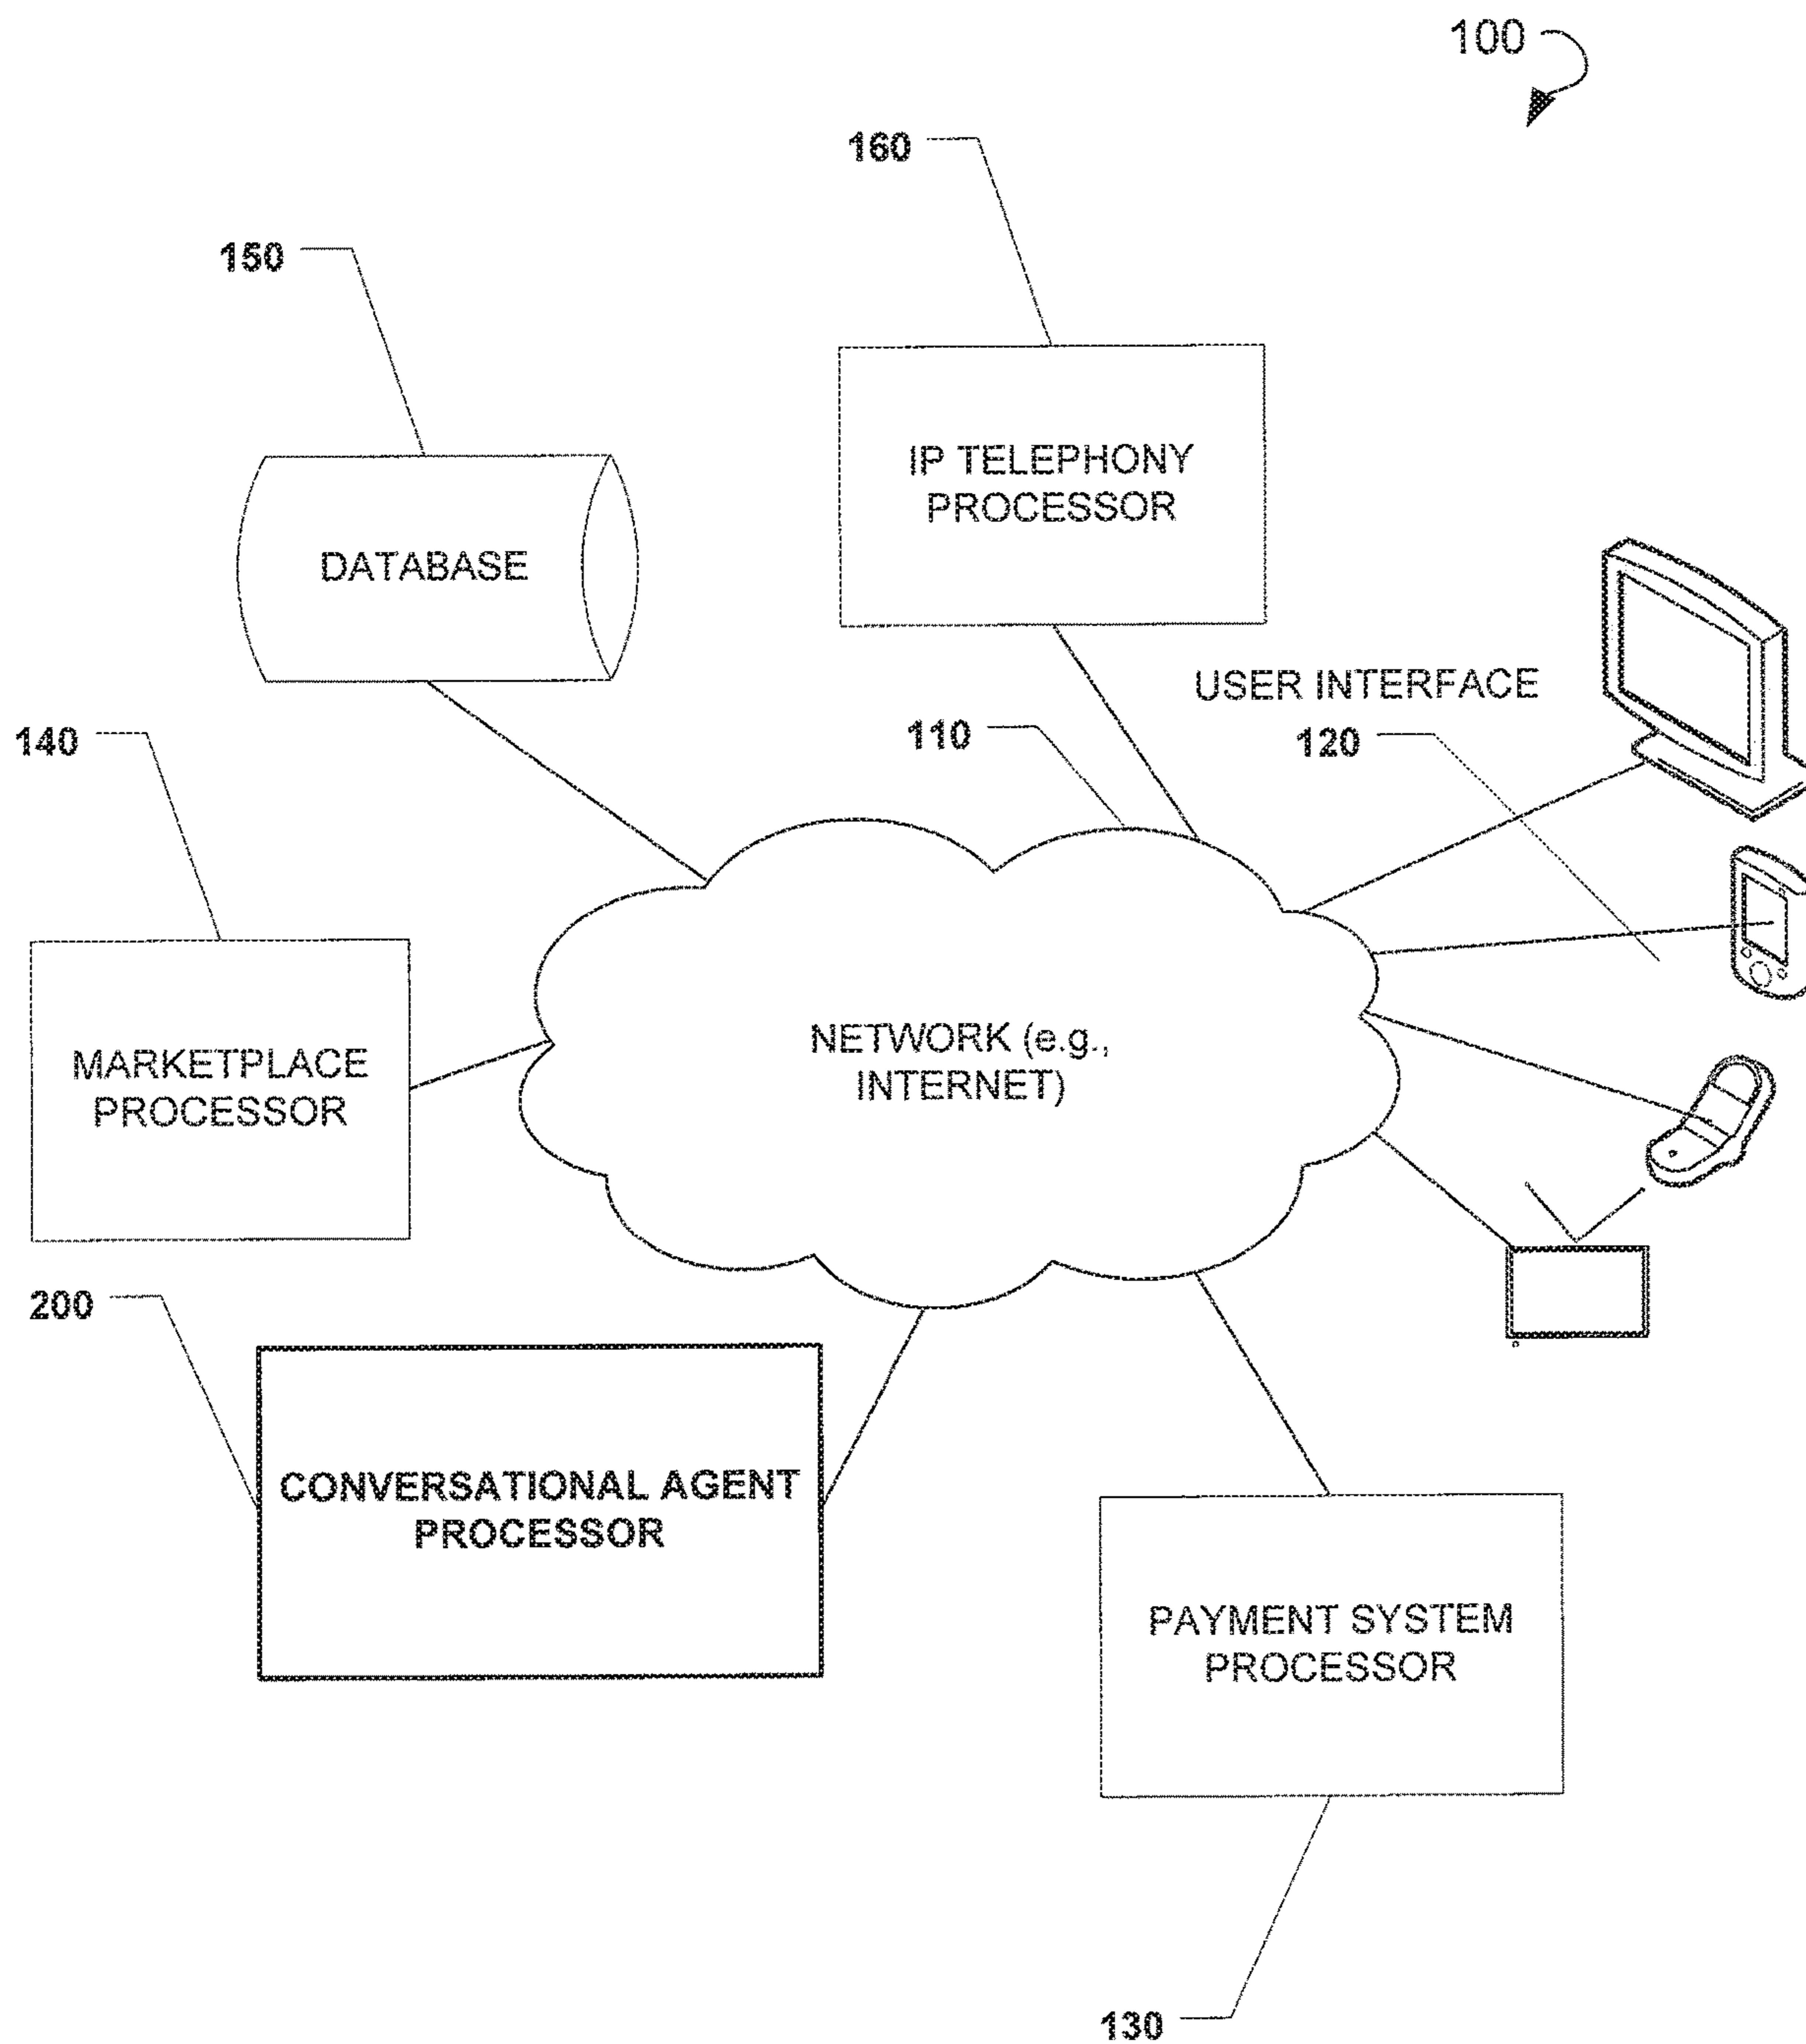 100
160
150
IP TELEPHONY
PROCESSOR
DATABASE
USER INTERFACE
140
110
120
NETWORK (e.g.,
INTERNET)
MARKETPLACE
PROCESSOR
200
CONVERSATIONAL AGENT
PROCESSOR
PAYMENT SYSTEM
PROCESSOR
130